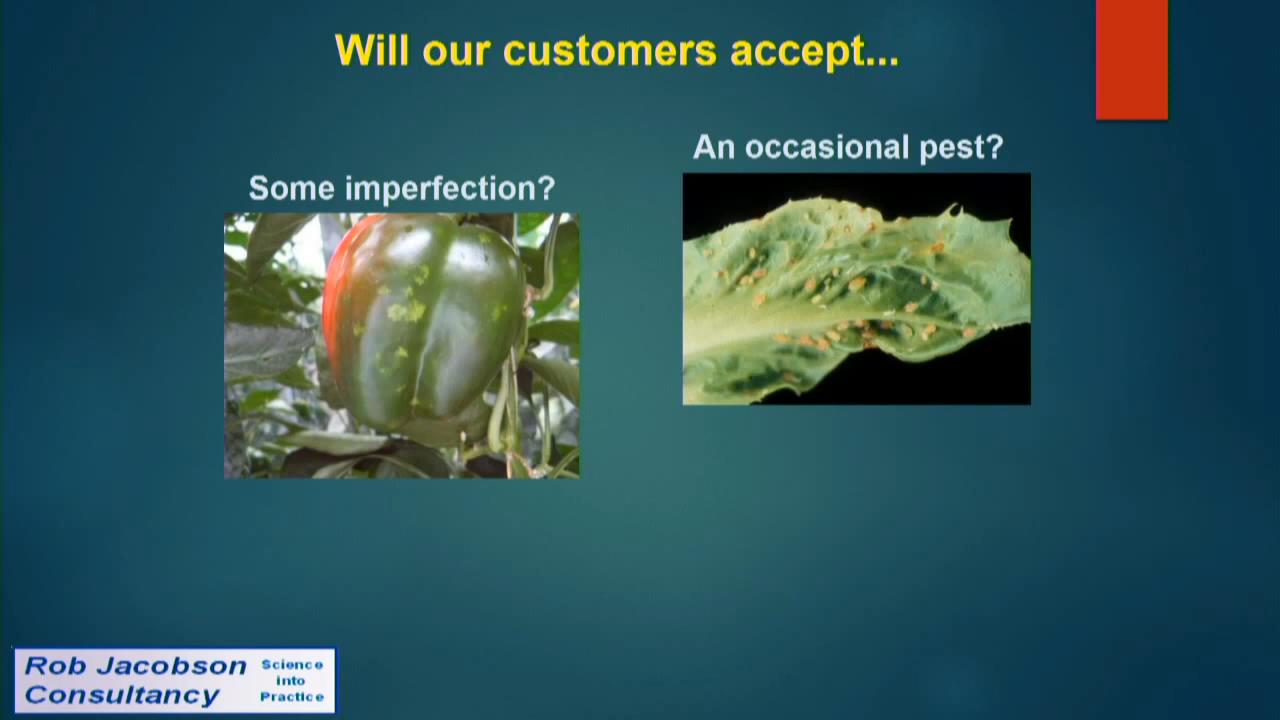 Will our customers accept...
An occasional pest?
Some imperfection?
Rob Jacobson
Consultancy
Science
into
Practice